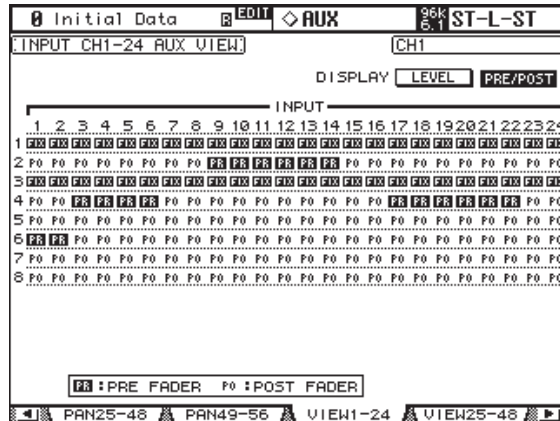 0 Initial Data R EDIT ◇AUX 96k 6.1 ST-L-ST
INPUT CH1-24 AUX VIEW CH1
DISPLAY LEVEL PRE/POST
INPUT
1 2 3 4 5 6 7 8 9 10 11 12 13 14 15 16 17 18 19 20 21 22 23 24
1 FIX FIX FIX FIX FIX FIX FIX FIX FIX FIX FIX FIX FIX FIX FIX FIX FIX FIX FIX FIX FIX FIX FIX FIX
2 PO PO PO PO PO PO PO PO PR PR PR PR PR PR PO PO PO PO PO PO PO PO PO PO
3 FIX FIX FIX FIX FIX FIX FIX FIX FIX FIX FIX FIX FIX FIX FIX FIX FIX FIX FIX FIX FIX FIX FIX FIX
4 PO PO PR PR PR PR PO PO PO PO PO PO PO PO PO PO PR PR PR PR PR PR PO PO
5 PO PO PO PO PO PO PO PO PO PO PO PO PO PO PO PO PO PO PO PO PO PO PO PO
6 PR PR PO PO PO PO PO PO PO PO PO PO PO PO PO PO PO PO PO PO PO PO PO PO
7 PO PO PO PO PO PO PO PO PO PO PO PO PO PO PO PO PO PO PO PO PO PO PO PO
8 PO PO PO PO PO PO PO PO PO PO PO PO PO PO PO PO PO PO PO PO PO PO PO PO
PR :PRE FADER PO :POST FADER
PAN25-48 PAN49-56 VIEW1-24 VIEW25-48